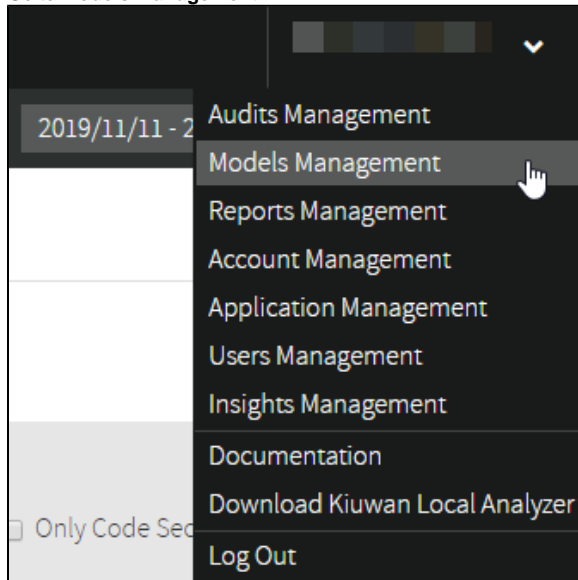 2019/11/11 - 2
Audits Management
Models Management
Reports Management
Account Management
Application Management
Users Management
Insights Management
Documentation
Download Kiuwan Local Analyzer
Only Code Sec
Log Out